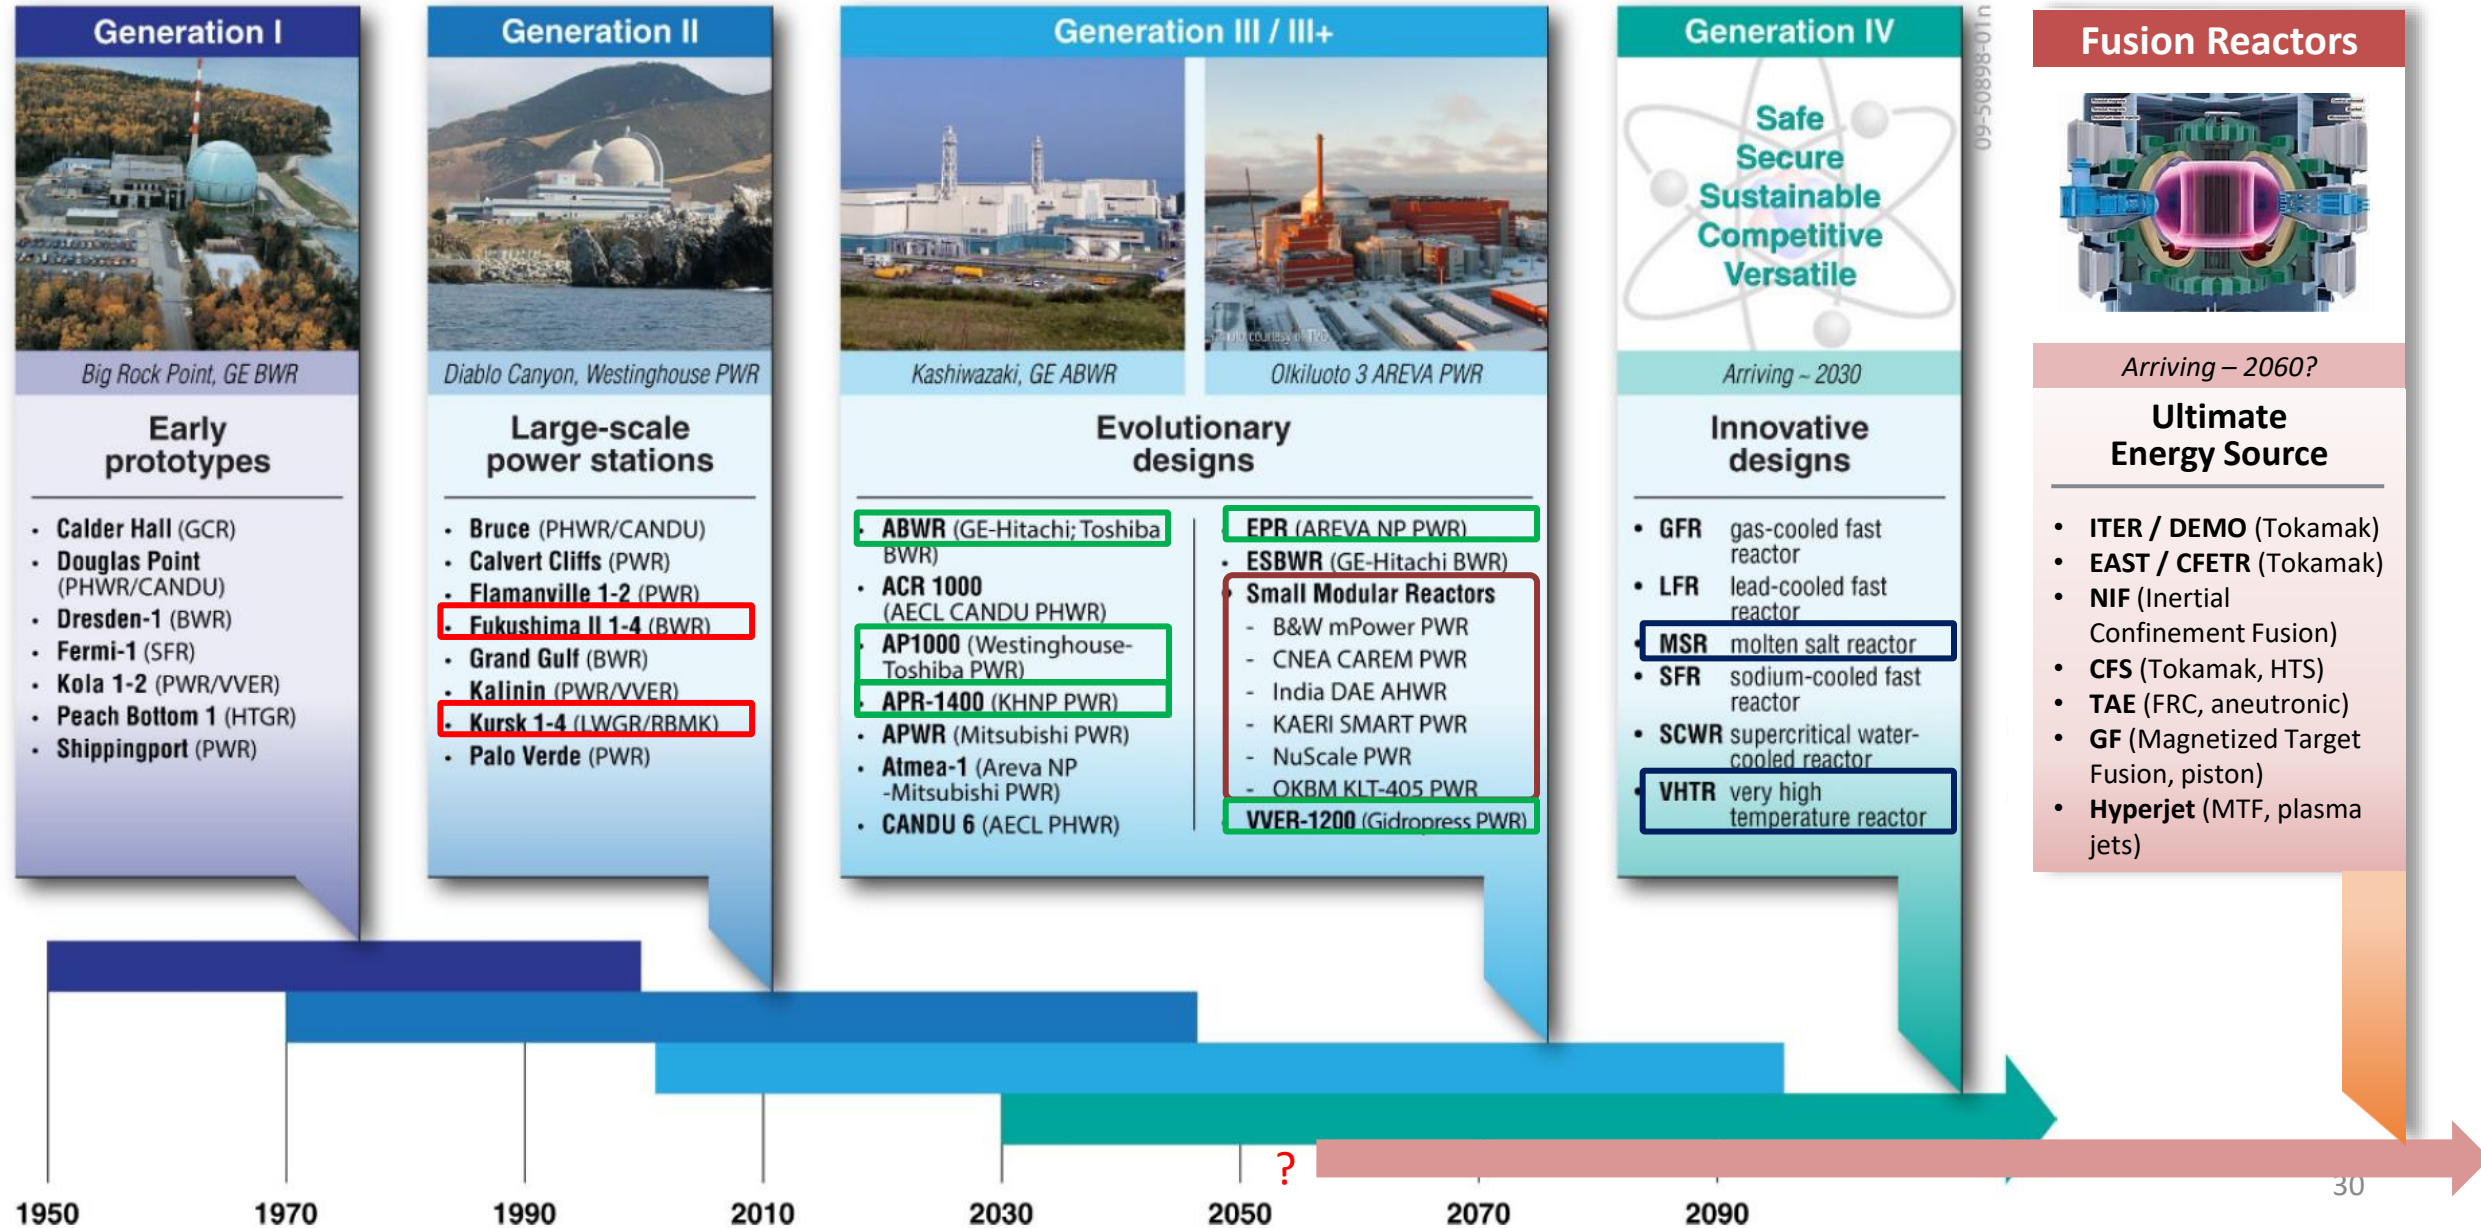 Generation I
Big Rock Point, GE BWR
Early
prototypes
• Calder Hall (GCR)
• Douglas Point
(PHWR/CANDU)
• Dresden-1 (BWR)
• Fermi-1 (SFR)
• Kola 1-2 (PWR/VVER)
• Peach Bottom 1 (HTGR)
• Shippingport (PWR)
Generation II
Diablo Canyon, Westinghouse PWR
Large-scale
power stations
• Bruce (PHWR/CANDU)
• Calvert Cliffs (PWR)
• Flamanville 1-2 (PWR)
• Fukushima II 1-4 (BWR)
• Grand Gulf (BWR)
• Kalinin (PWR/VVER)
• Kursk 1-4 (LWGR/RBMK)
• Palo Verde (PWR)
Generation III / III+
Photo courtesy of TVO
Kashiwazaki, GE ABWR
Olkiluoto 3 AREVA PWR
Evolutionary
designs
• ABWR (GE-Hitachi; Toshiba
BWR)
• ACR 1000
(AECL CANDU PHWR)
• AP1000 (Westinghouse-
Toshiba PWR)
• APR-1400 (KHNP PWR)
• APWR (Mitsubishi PWR)
• Atmea-1 (Areva NP
-Mitsubishi PWR)
• CANDU 6 (AECL PHWR)
• EPR (AREVA NP PWR)
• ESBWR (GE-Hitachi BWR)
• Small Modular Reactors
- B&W mPower PWR
- CNEA CAREM PWR
- India DAE AHWR
- KAERI SMART PWR
- NuScale PWR
- OKBM KLT-405 PWR
• VVER-1200 (Gidropress PWR)
Generation IV
Safe
Secure
Sustainable
Competitive
Versatile
09-50898-01n
Arriving ~ 2030
Innovative
designs
• GFR gas-cooled fast
reactor
• LFR lead-cooled fast
reactor
• MSR molten salt reactor
• SFR sodium-cooled fast
reactor
• SCWR supercritical water-
cooled reactor
• VHTR very high
temperature reactor
Fusion Reactors
Arriving – 2060?
Ultimate
Energy Source
• ITER / DEMO (Tokamak)
• EAST / CFETR (Tokamak)
• NIF (Inertial
Confinement Fusion)
• CFS (Tokamak, HTS)
• TAE (FRC, aneutronic)
• GF (Magnetized Target
Fusion, piston)
• Hyperjet (MTF, plasma
jets)
?
30
1950 1970 1990 2010 2030 2050 2070 2090